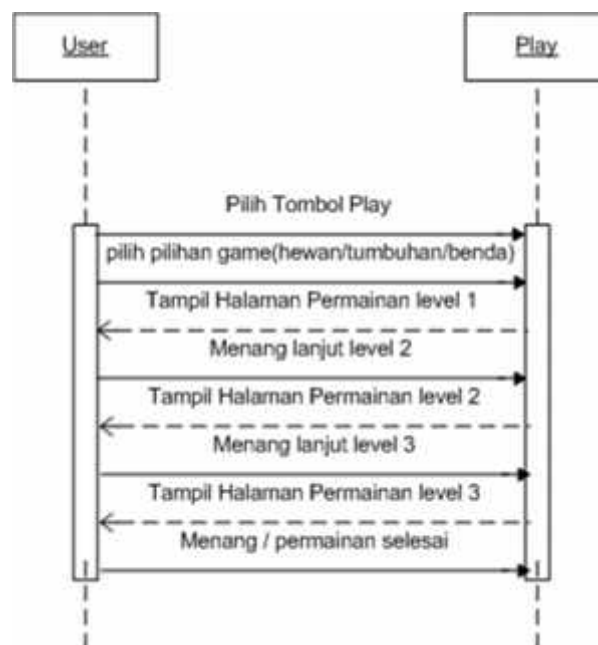 User
Play
Pilih Tombol Play
pilih pilihan game(hewan/tumbuhan/benda)
Tampil Halaman Permainan level 1
Menang lanjut level 2
Tampil Halaman Permainan level 2
Menang lanjut level 3
Tampil Halaman Permainan level 3
Menang / permainan selesai